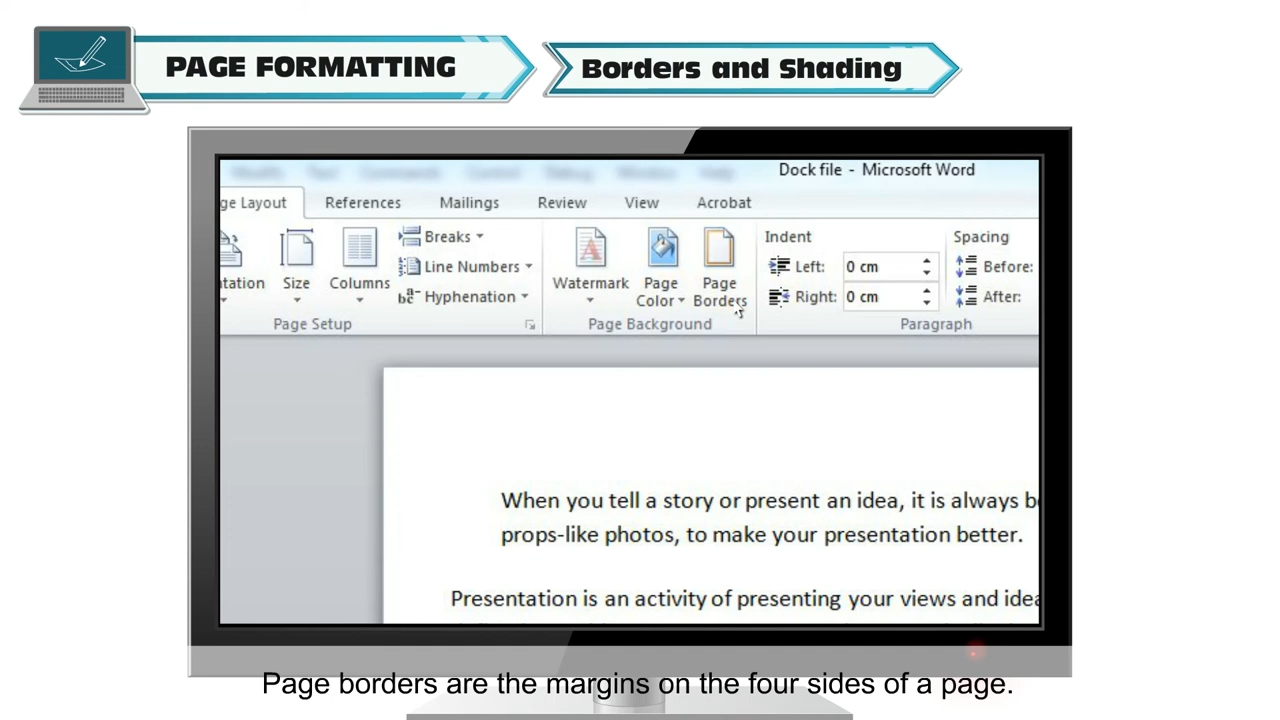 PAGE FORMATTING
Borders and Shading
Dock file - Microsoft Word
ge Layout References Mailings Review View Acrobat
Breaks
Line Numbers
Hyphenation
tation Size Columns
Page Setup
Watermark Page Color Page Borders
Page Background
Indent
Left: 0 cm
Right: 0 cm
Spacing
Before:
After:
Paragraph
When you tell a story or present an idea, it is always b
props-like photos, to make your presentation better.
Presentation is an activity of presenting your views and idea
Page borders are the margins on the four sides of a page.